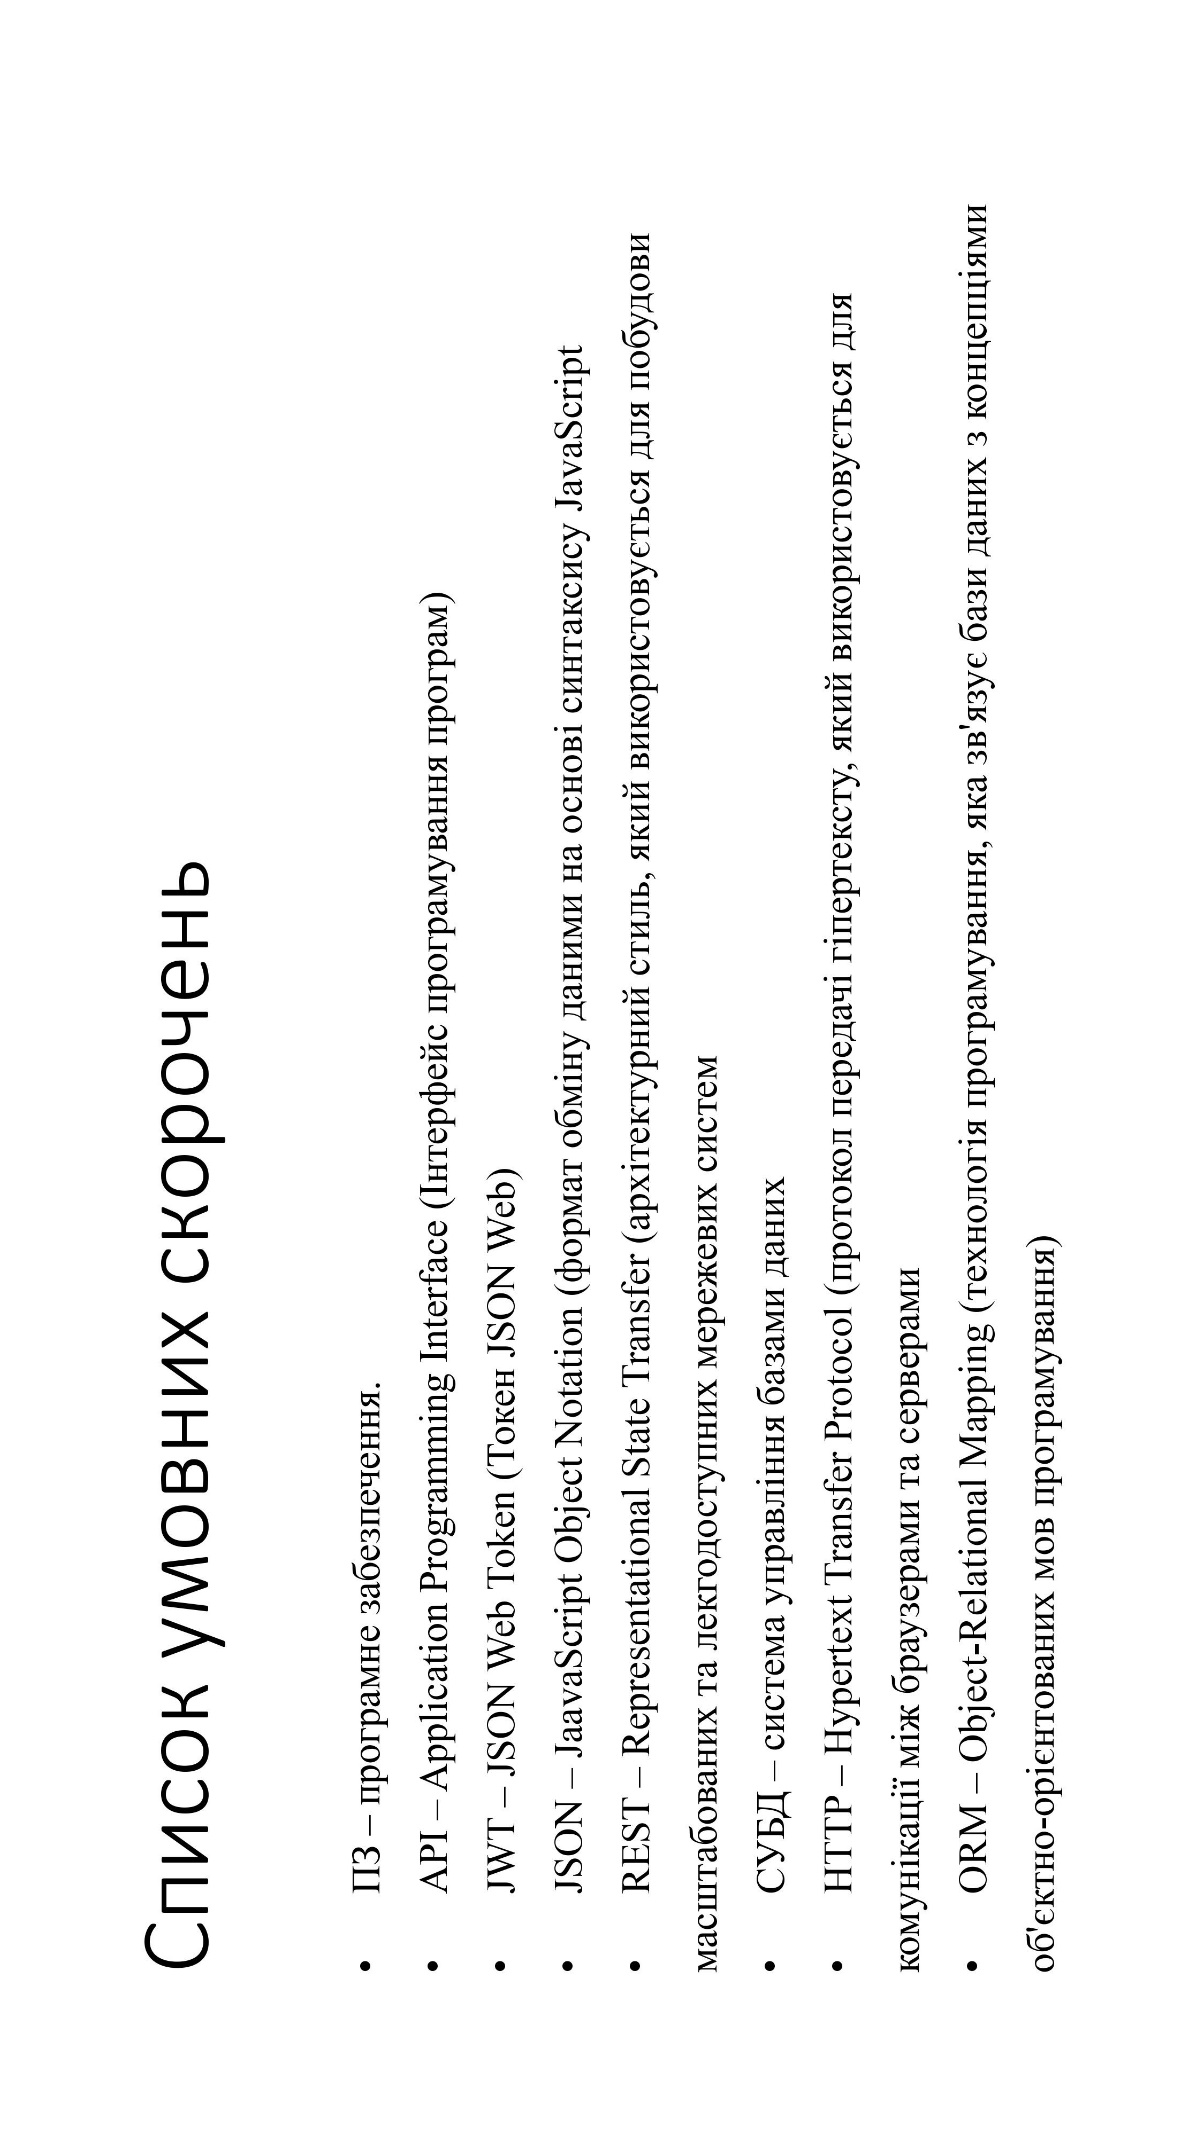 Список умовних скорочень
• ПЗ – програмне забезпечення.
• API – Application Programming Interface (Інтерфейс програмування програм)
• JWT – JSON Web Token (Токен JSON Web)
• JSON – JaavaScript Object Notation (формат обміну даними на основі синтаксису JavaScript
• REST – Representational State Transfer (архітектурний стиль, який використовується для побудови
масштабованих та лекгодоступних мережевих систем
• СУБД – система управління базами даних
• HTTP – Hypertext Transfer Protocol (протокол передачі гіпертексту, який використовується для
комунікації між браузерами та серверами
• ORM – Object-Relational Mapping (технологія програмування, яка зв'язує бази даних з концепціями
об'єктно-орієнтованих мов програмування)